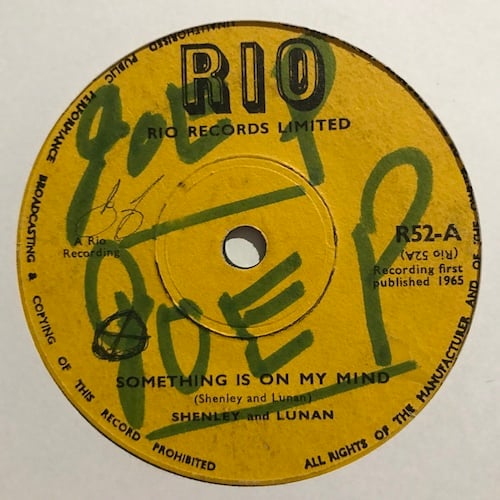 RIO
RIO RECORDS LIMITED
JOE P
A Rio
Recording
R52-A
(Rio 52A)
Recording first
published 1965
JOE P
SOMETHING IS ON MY MIND
(Shenley and Lunan)
SHENLEY and LUNAN
ALL RIGHTS OF THE MANUFACTURER AND OF THE
UNAUTHORISED PUBLIC PERFORMANCE BROADCASTING & COPYING OF THIS RECORD PROHIBITED